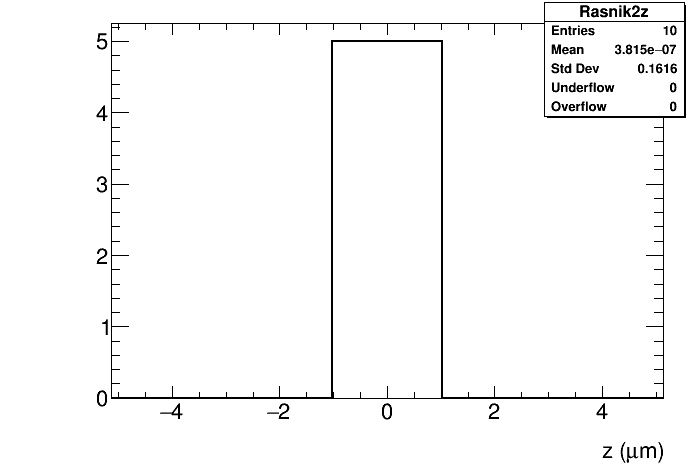 Rasnik2z
Entries 10
Mean 3.815e−07
Std Dev 0.1616
Underflow 0
Overflow 0
5
4
3
2
1
0
−4 −2 0 2 4
z (μm)